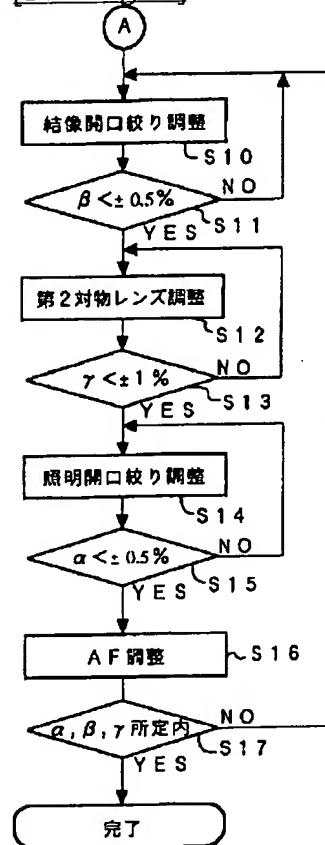 A
結像開口絞り調整
S10
β<±0.5%
NO
S11
YES
第2対物レンズ調整
S12
γ<±1%
NO
S13
YES
照明開口絞り調整
S14
α<±0.5%
NO
S15
YES
AF調整
S16
α,β,γ所定内
NO
S17
YES
完了